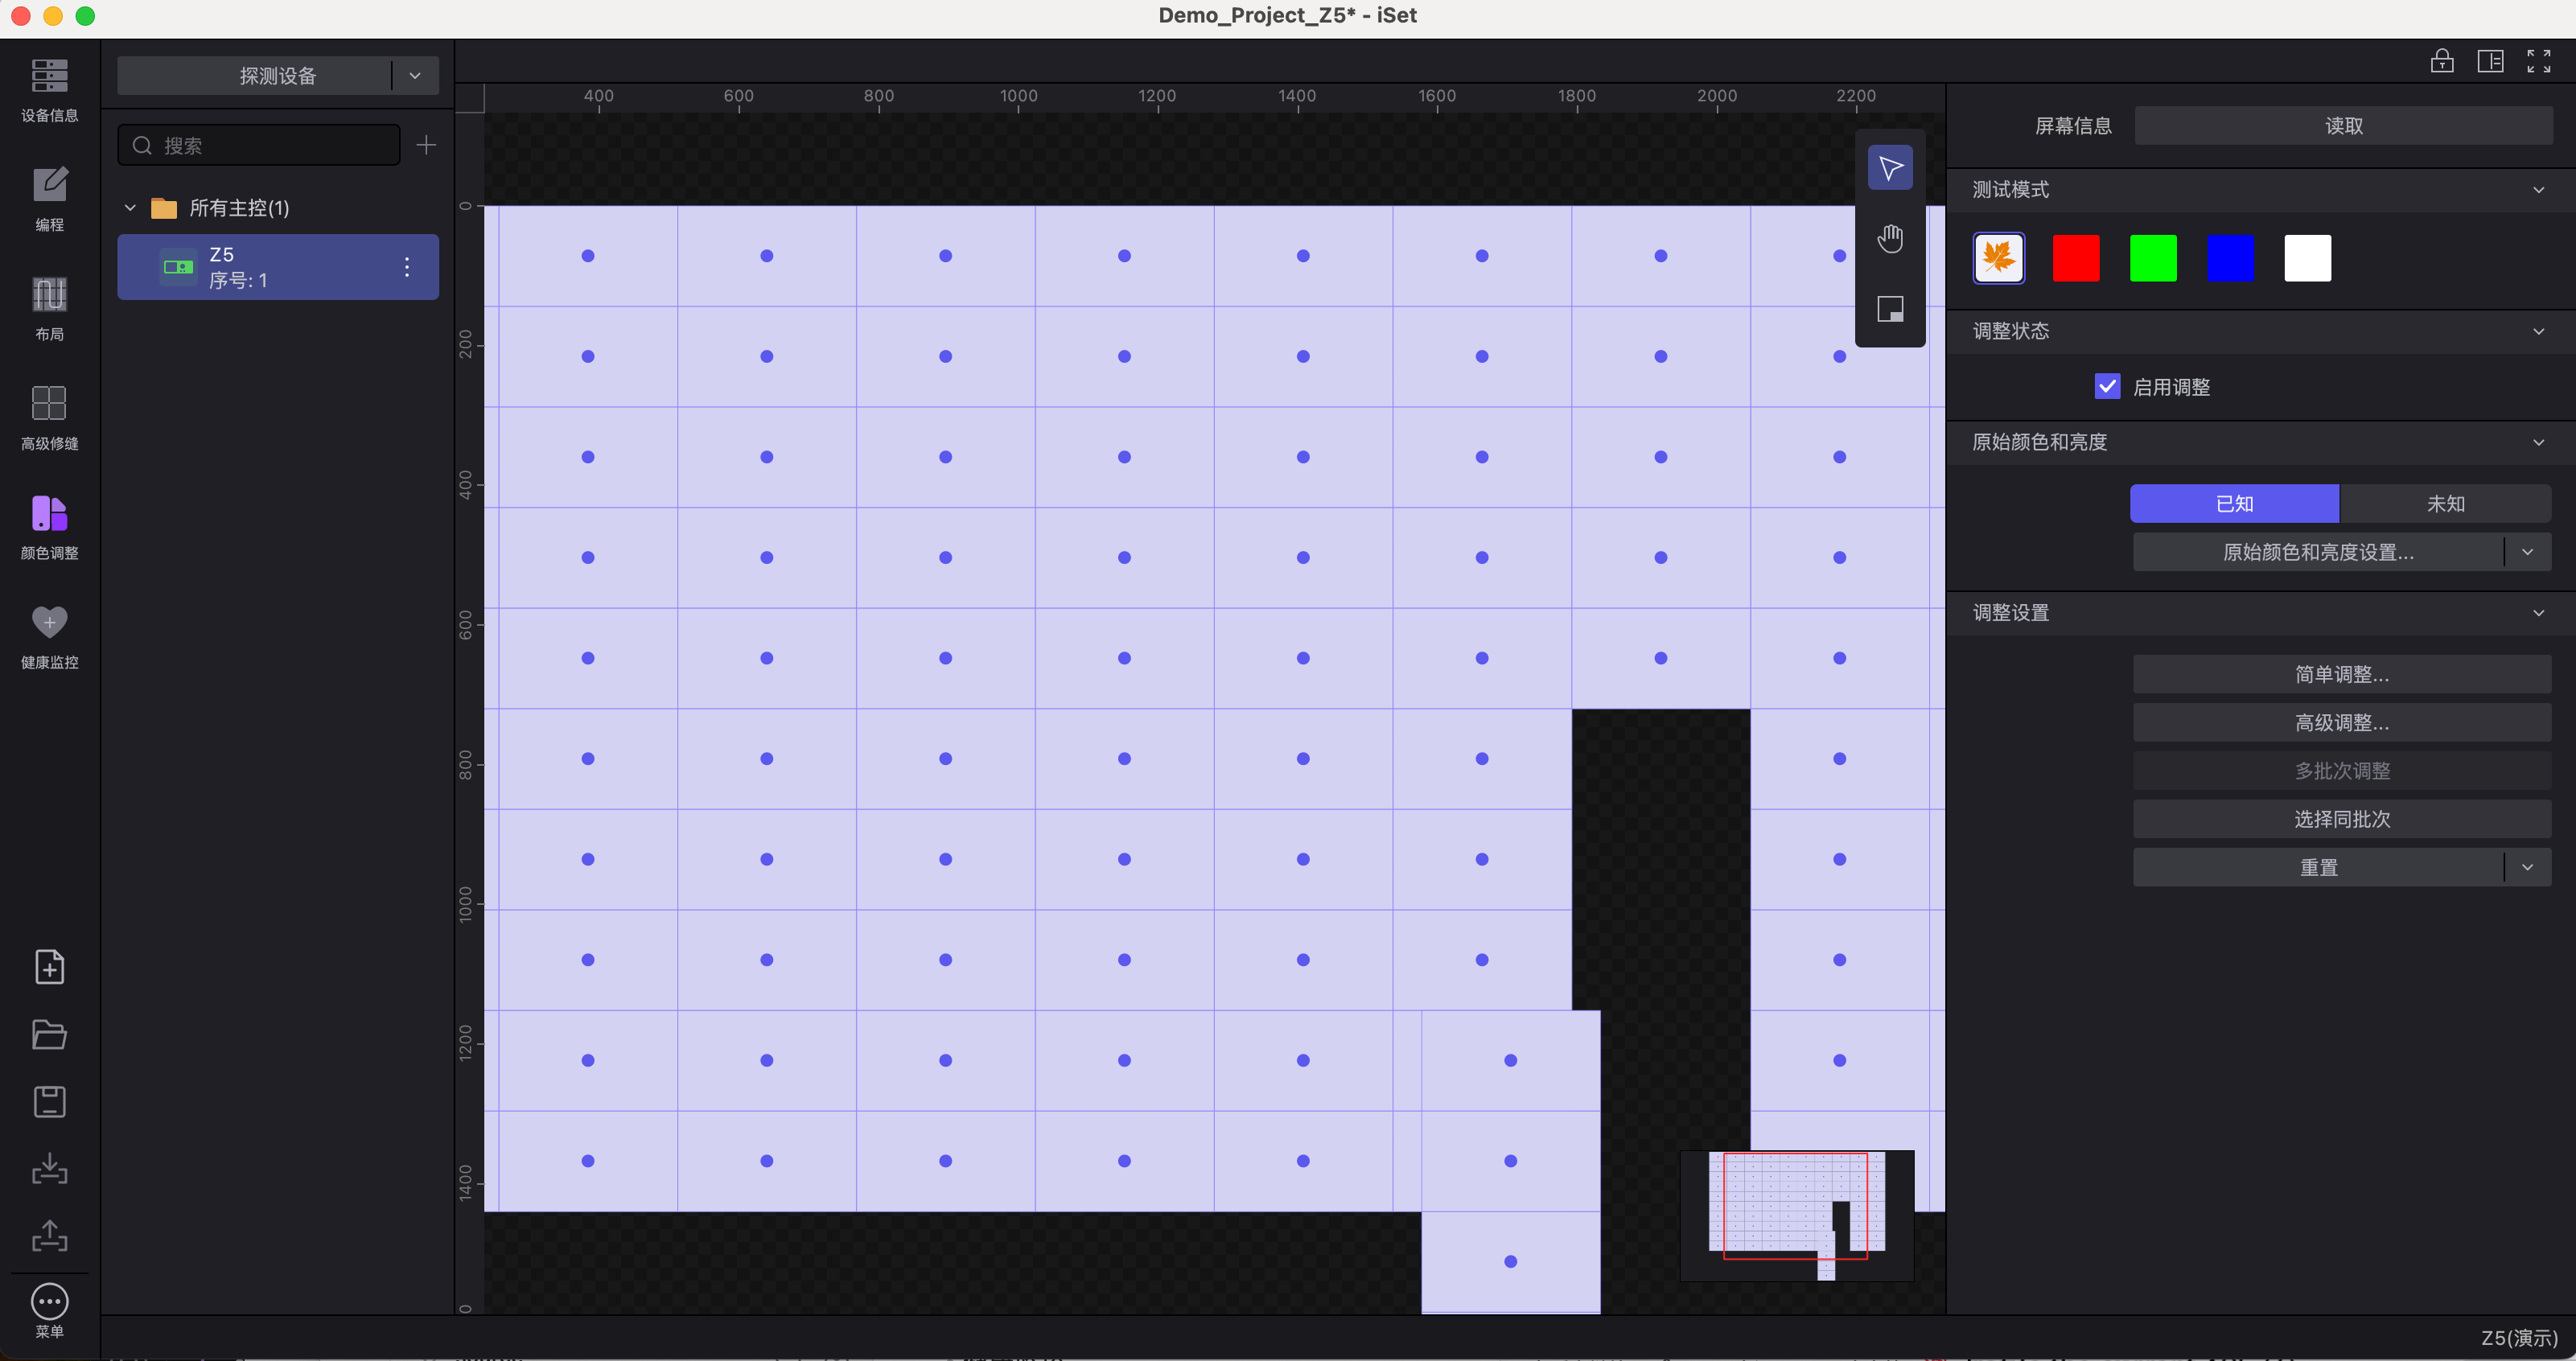 Demo_Project_Z5* - iSet
设备信息
编程
布局
高级修缝
颜色调整
健康监控
菜单
探测设备
搜索
所有主控(1)
Z5
序号: 1
400 600 800 1000 1200 1400 1600 1800 2000 2200
0
200
400
600
800
1000
1200
1400
0
屏幕信息 读取
测试模式
调整状态
启用调整
原始颜色和亮度
已知 未知
原始颜色和亮度设置...
调整设置
简单调整...
高级调整...
多批次调整
选择同批次
重置
Z5(演示)